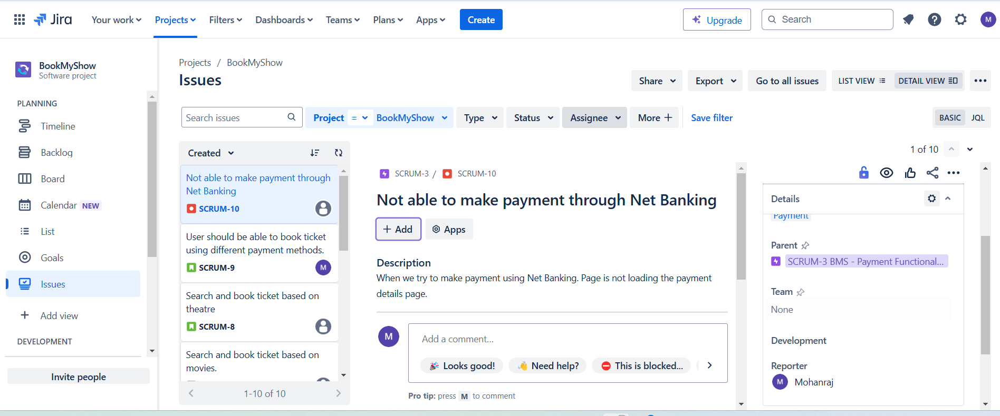 Jira
Your work
Projects
Filters
Dashboards
Teams
Plans
Apps
Create
Upgrade
Search
M
BookMyShow
Software project
PLANNING
Timeline
Backlog
Board
Calendar NEW
List
Goals
Issues
Add view
DEVELOPMENT
Invite people
Projects / BookMyShow
Issues
Share
Export
Go to all issues
LIST VIEW
DETAIL VIEW
Search issues
Project = BookMyShow
Type
Status
Assignee
More
Save filter
BASIC
JQL
Created
Not able to make payment through
Net Banking
SCRUM-10
User should be able to book ticket
using different payment methods.
SCRUM-9
M
Search and book ticket based on
theatre
SCRUM-8
Search and book ticket based on
movies.
1-10 of 10
1 of 10
SCRUM-3 / SCRUM-10
Not able to make payment through Net Banking
Add
Apps
Description
When we try to make payment using Net Banking. Page is not loading the payment
details page.
M
Add a comment...
Looks good!
Need help?
This is blocked...
Pro tip: press M to comment
Details
Payment
Parent
SCRUM-3 BMS - Payment Functional...
Team
None
Development
Reporter
M Mohanraj